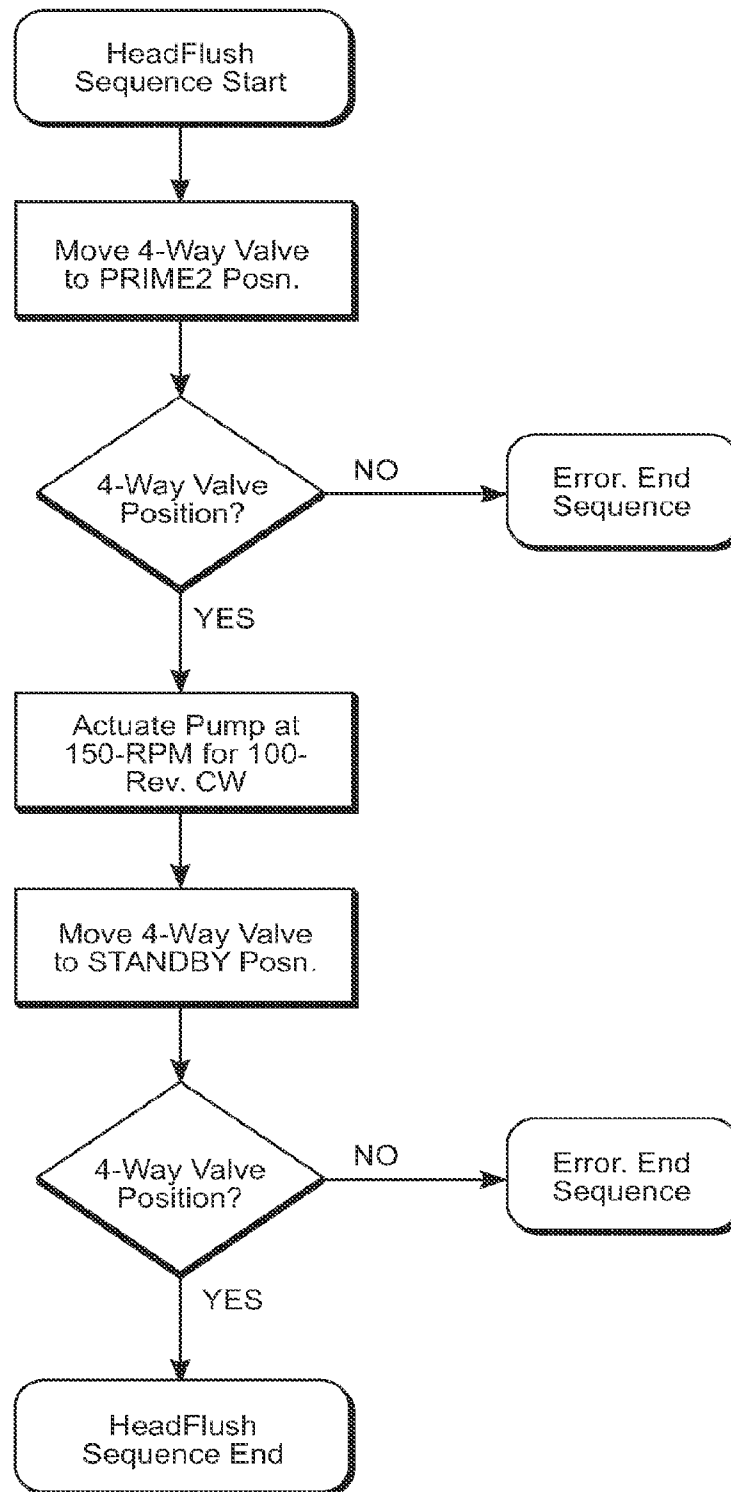 HeadFlush
Sequence Start
Move 4-Way Valve
to PRIME2 Posn.
4-Way Valve
Position?
NO
Error. End
Sequence
YES
Actuate Pump at
150-RPM for 100-
Rev. CW
Move 4-Way Valve
to STANDBY Posn.
4-Way Valve
Position?
NO
Error. End
Sequence
YES
HeadFlush
Sequence End